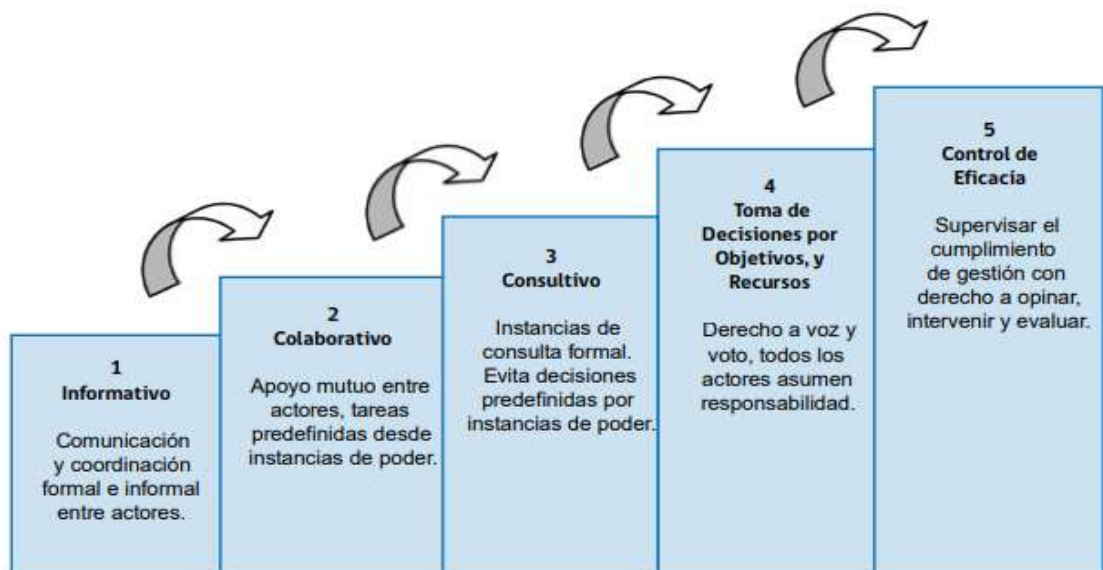 1
Informativo
Comunicación
y coordinación
formal e informal
entre actores.
2
Colaborativo
Apoyo mutuo entre
actores, tareas
predefinidas desde
instancias de poder.
3
Consultivo
Instancias de
consulta formal.
Evita decisiones
predefinidas por
instancias de poder.
4
Toma de
Decisiones por
Objetivos, y
Recursos
Derecho a voz y
voto, todos los
actores asumen
responsabilidad.
5
Control de
Eficacia
Supervisar el
cumplimiento
de gestión con
derecho a opinar,
intervenir y evaluar.